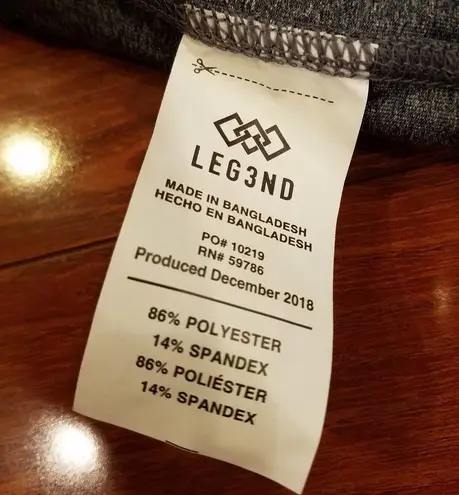 LEG3ND
MADE IN BANGLADESH
HECHO EN BANGLADESH
PO# 10219
RN# 59786
Produced December 2018
86% POLYESTER
14% SPANDEX
86% POLIÉSTER
14% SPANDEX